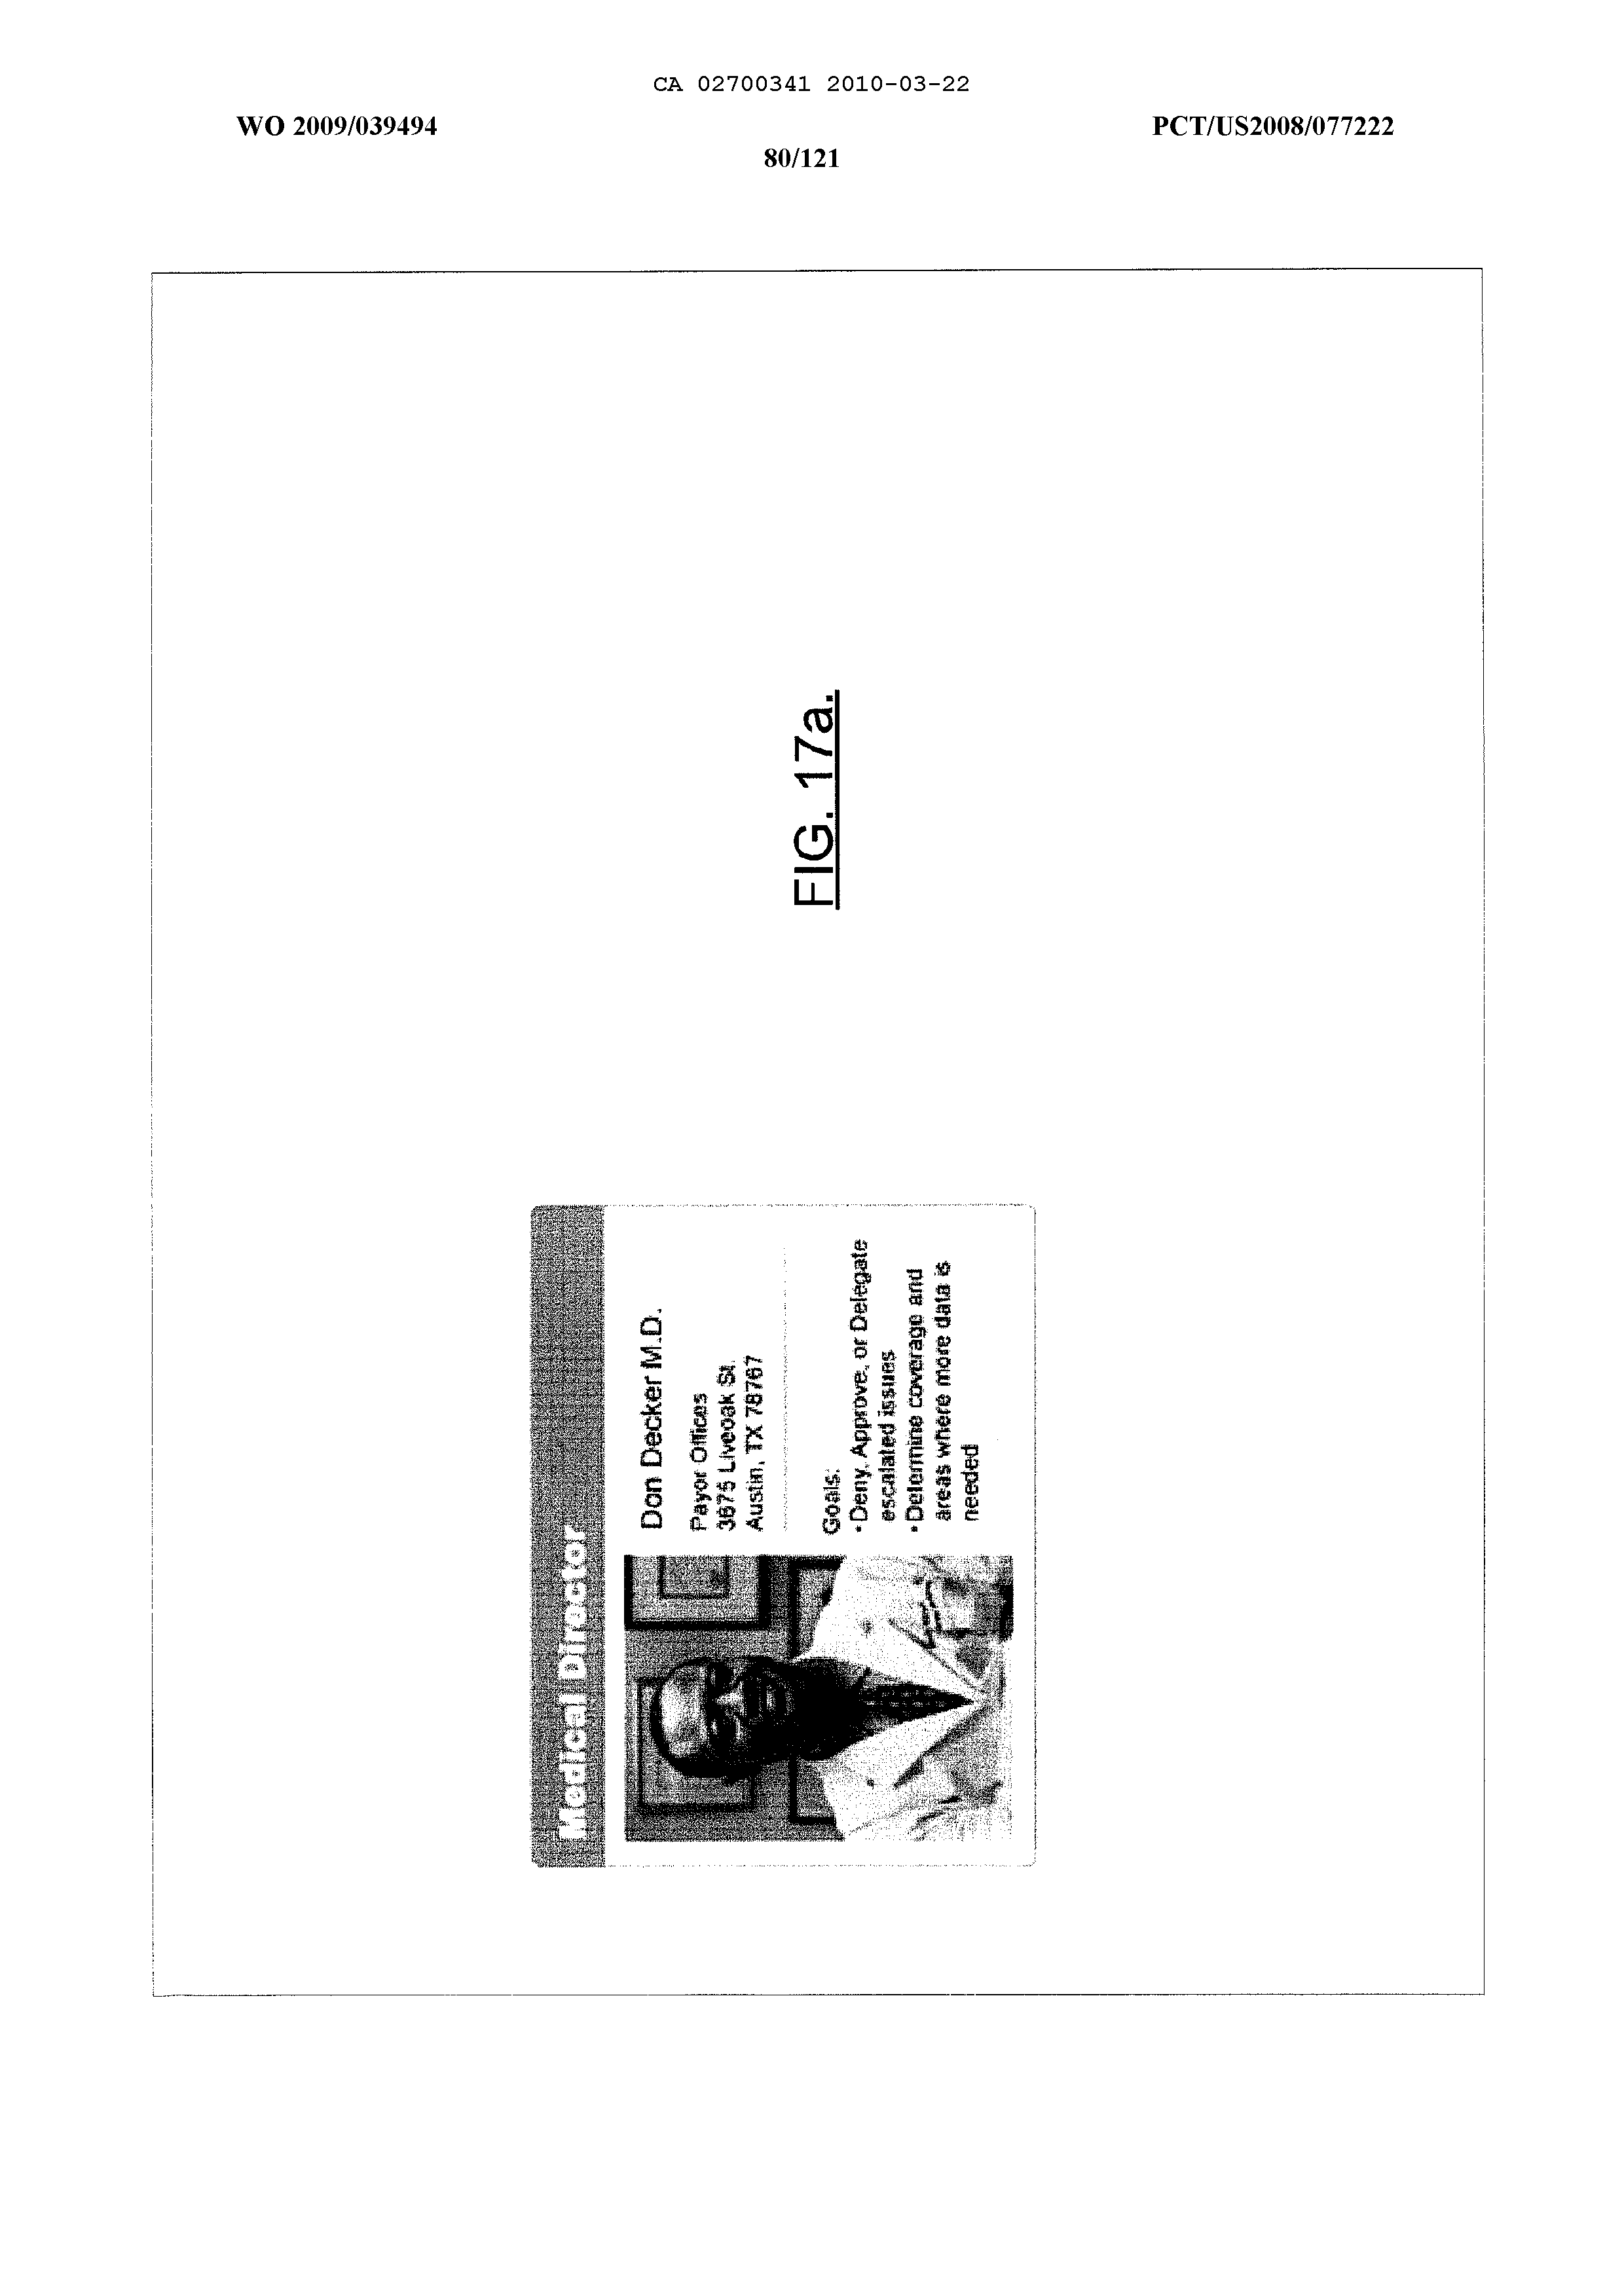 CA 02700341 2010-03-22
WO 2009/039494
PCT/US2008/077222
80/121
Medical Director
Don Decker M.D.
Payor Offices
3675 Liveoak St.
Austin, TX 78767
Goals:
•Deny, Approve, or Delegate
escalated issues
•Determine coverage and
areas where more data is
needed
FIG. 17a.